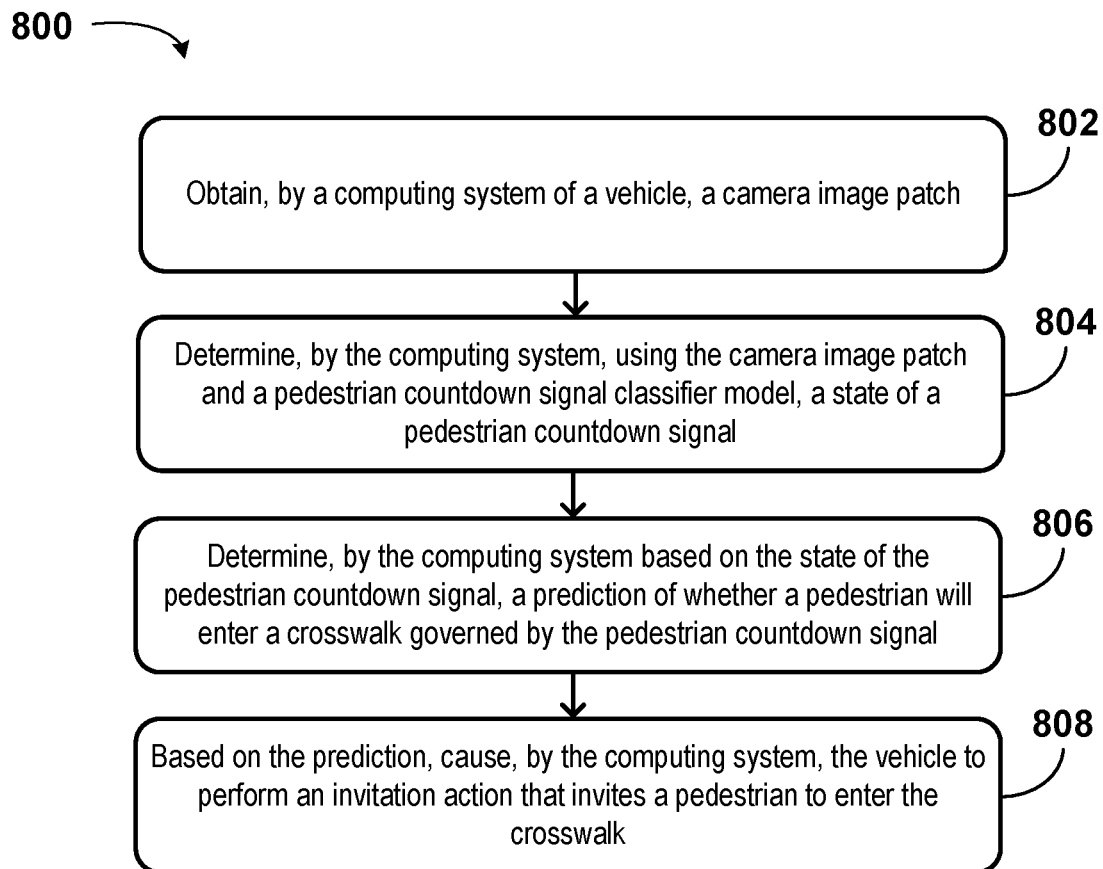 800
802
Obtain, by a computing system of a vehicle, a camera image patch
804
Determine, by the computing system, using the camera image patch
and a pedestrian countdown signal classifier model, a state of a
pedestrian countdown signal
806
Determine, by the computing system based on the state of the
pedestrian countdown signal, a prediction of whether a pedestrian will
enter a crosswalk governed by the pedestrian countdown signal
808
Based on the prediction, cause, by the computing system, the vehicle to
perform an invitation action that invites a pedestrian to enter the
crosswalk